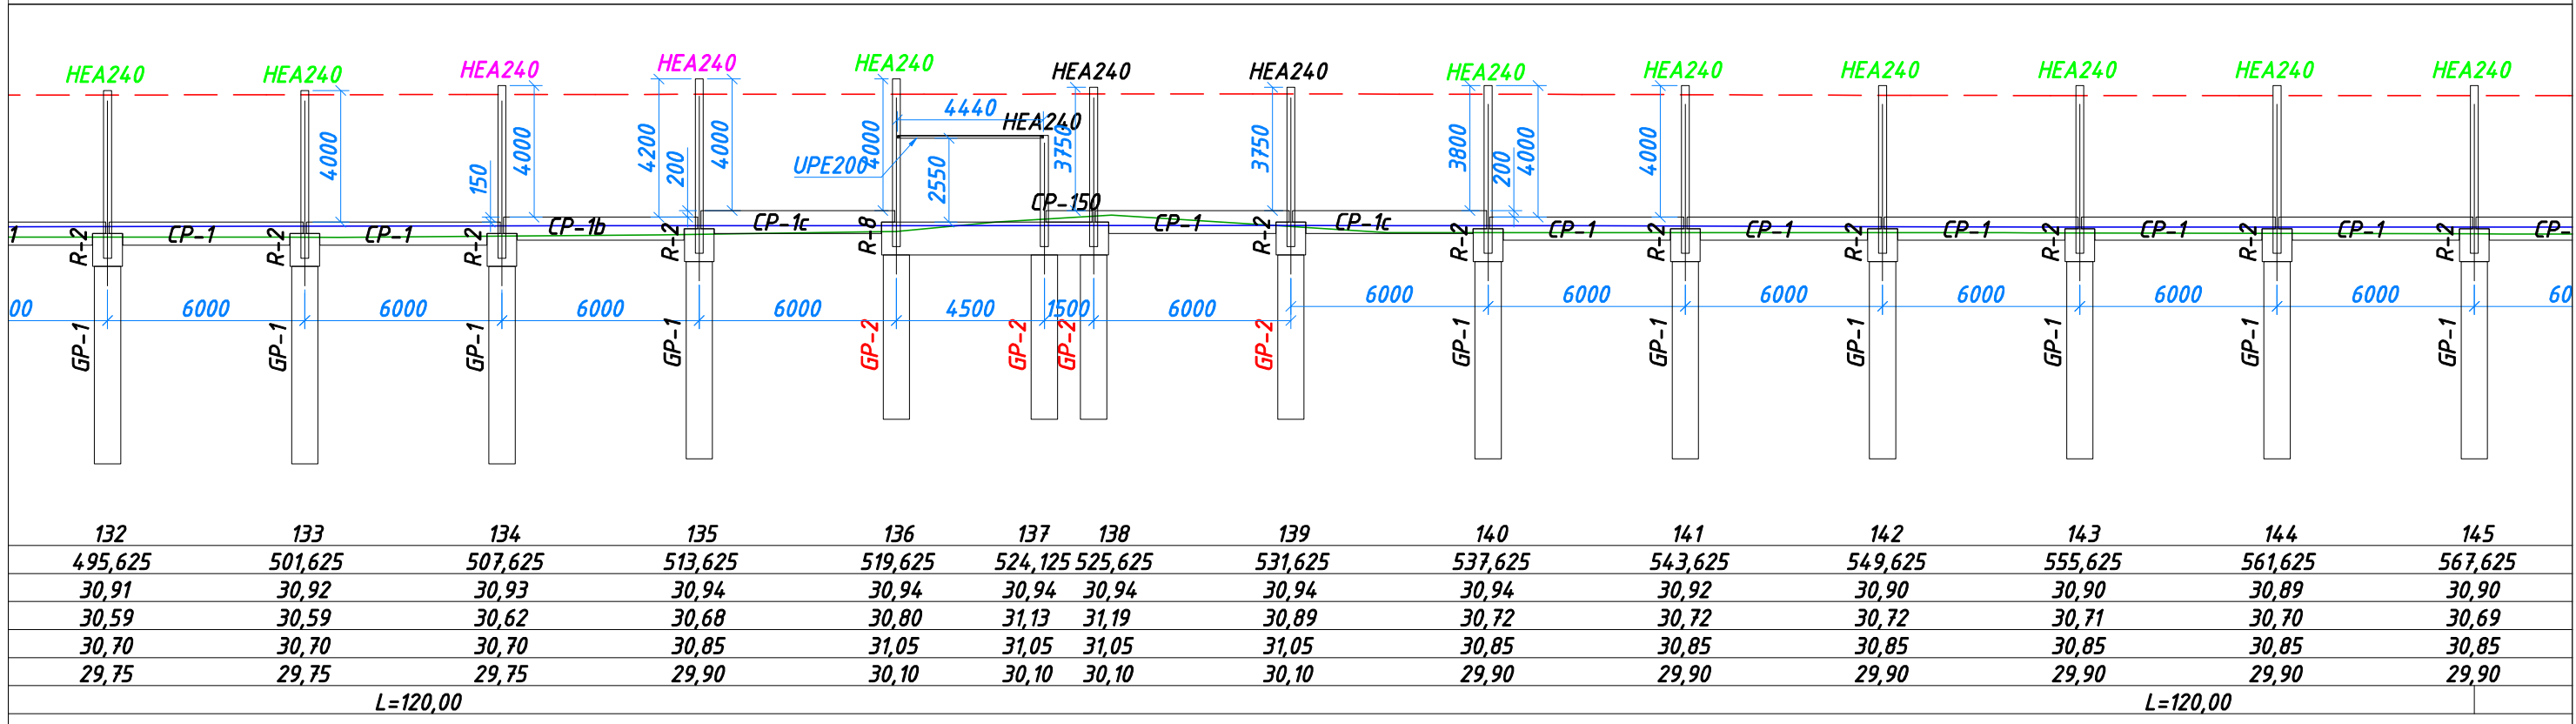 HEA240 HEA240 HEA240 HEA240 HEA240 HEA240 HEA240 HEA240 HEA240 HEA240 HEA240 HEA240 HEA240
4440
HEA240
4000 150 4000 4200 200 4000 4000 UPE200 2550 3750 3750 3800 200 4000 4000
CP-150
1 R-2 CP-1 R-2 CP-1 R-2 CP-1b R-2 CP-1c R-8 CP-1 R-2 CP-1c R-2 CP-1 R-2 CP-1 R-2 CP-1 R-2 CP-1 R-2 CP-1 R-2 CP-
6000 6000 6000 6000 6000 6000 60
00 6000 6000 6000 6000 4500 1500 6000
GP-1 GP-1 GP-1 GP-1 GP-2 GP-2 GP-2 GP-2 GP-1 GP-1 GP-1 GP-1 GP-1 GP-1
132 133 134 135 136 137 138 139 140 141 142 143 144 145
495,625 501,625 507,625 513,625 519,625 524,125 525,625 531,625 537,625 543,625 549,625 555,625 561,625 567,625
30,91 30,92 30,93 30,94 30,94 30,94 30,94 30,94 30,94 30,92 30,90 30,90 30,89 30,90
30,59 30,59 30,62 30,68 30,80 31,13 31,19 30,89 30,72 30,72 30,72 30,71 30,70 30,69
30,70 30,70 30,70 30,85 31,05 31,05 31,05 31,05 30,85 30,85 30,85 30,85 30,85 30,85
29,75 29,75 29,75 29,90 30,10 30,10 30,10 30,10 29,90 29,90 29,90 29,90 29,90 29,90
L=120,00 L=120,00